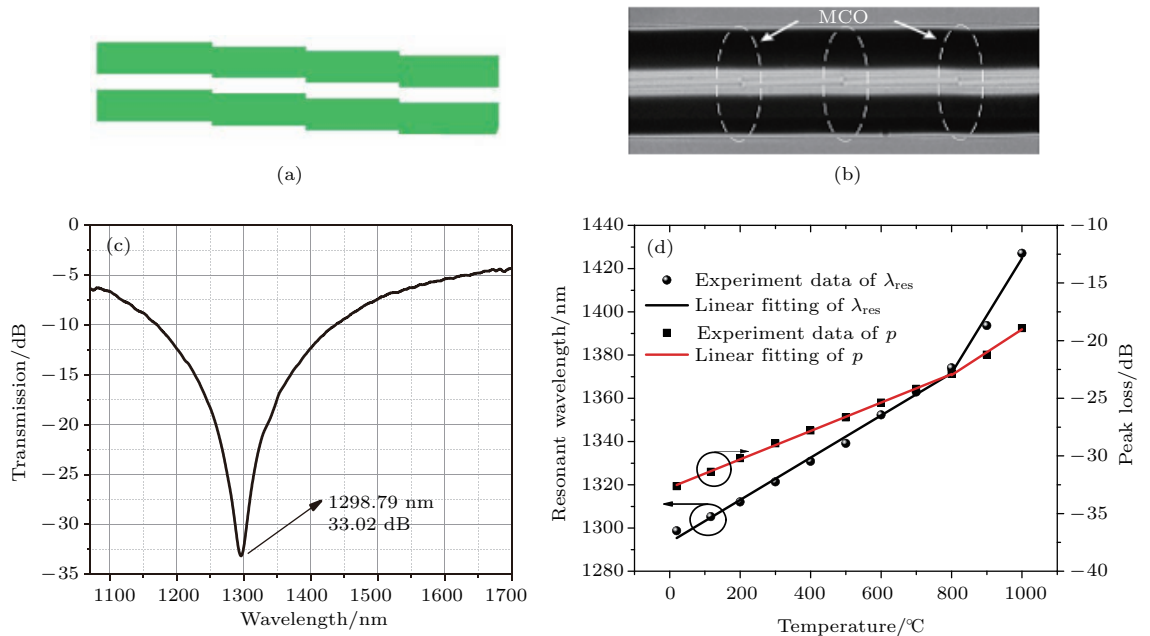 MCO
(a)
(b)
(c)
0
−5
−10
−15
−20
−25
−30
−35
Transmission/dB
1298.79 nm
33.02 dB
1100
1200
1300
1400
1500
1600
1700
Wavelength/nm
(d)
1440
1420
1400
1380
1360
1340
1320
1300
1280
Resonant wavelength/nm
Experiment data of λres
Linear fitting of λres
Experiment data of p
Linear fitting of p
−10
−15
−20
−25
−30
−35
−40
Peak loss/dB
0
200
400
600
800
1000
Temperature/℃